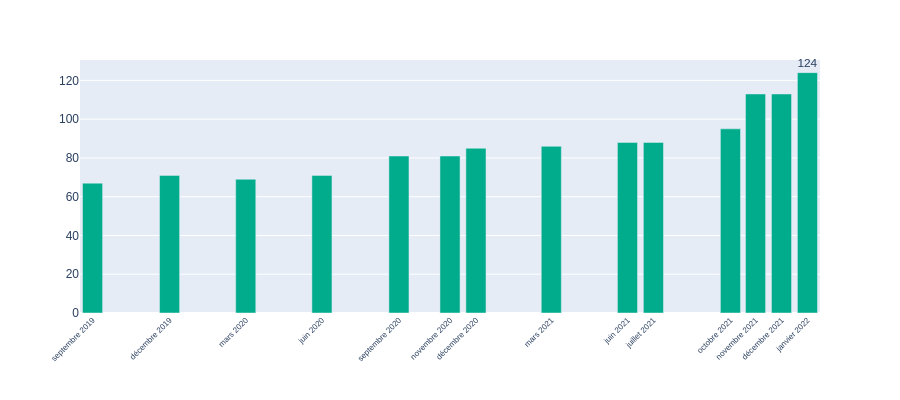 124
120
100
80
60
40
20
0
septembre 2019
décembre 2019
mars 2020
juin 2020
septembre 2020
novembre 2020
décembre 2020
mars 2021
juin 2021
juillet 2021
octobre 2021
novembre 2021
décembre 2021
janvier 2022